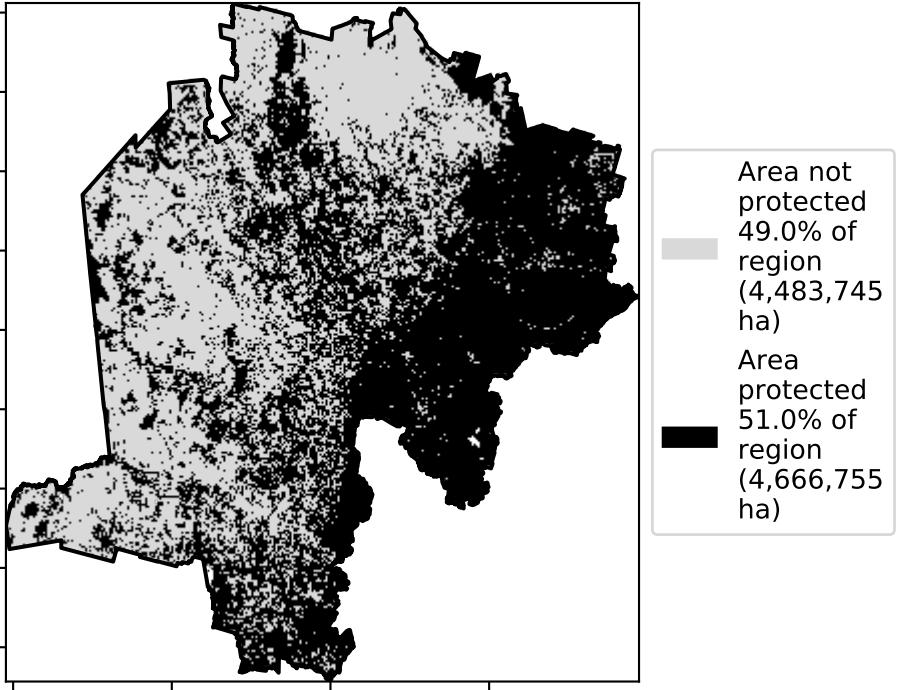 Area not
protected
49.0% of
region
(4,483,745
ha)
Area
protected
51.0% of
region
(4,666,755
ha)